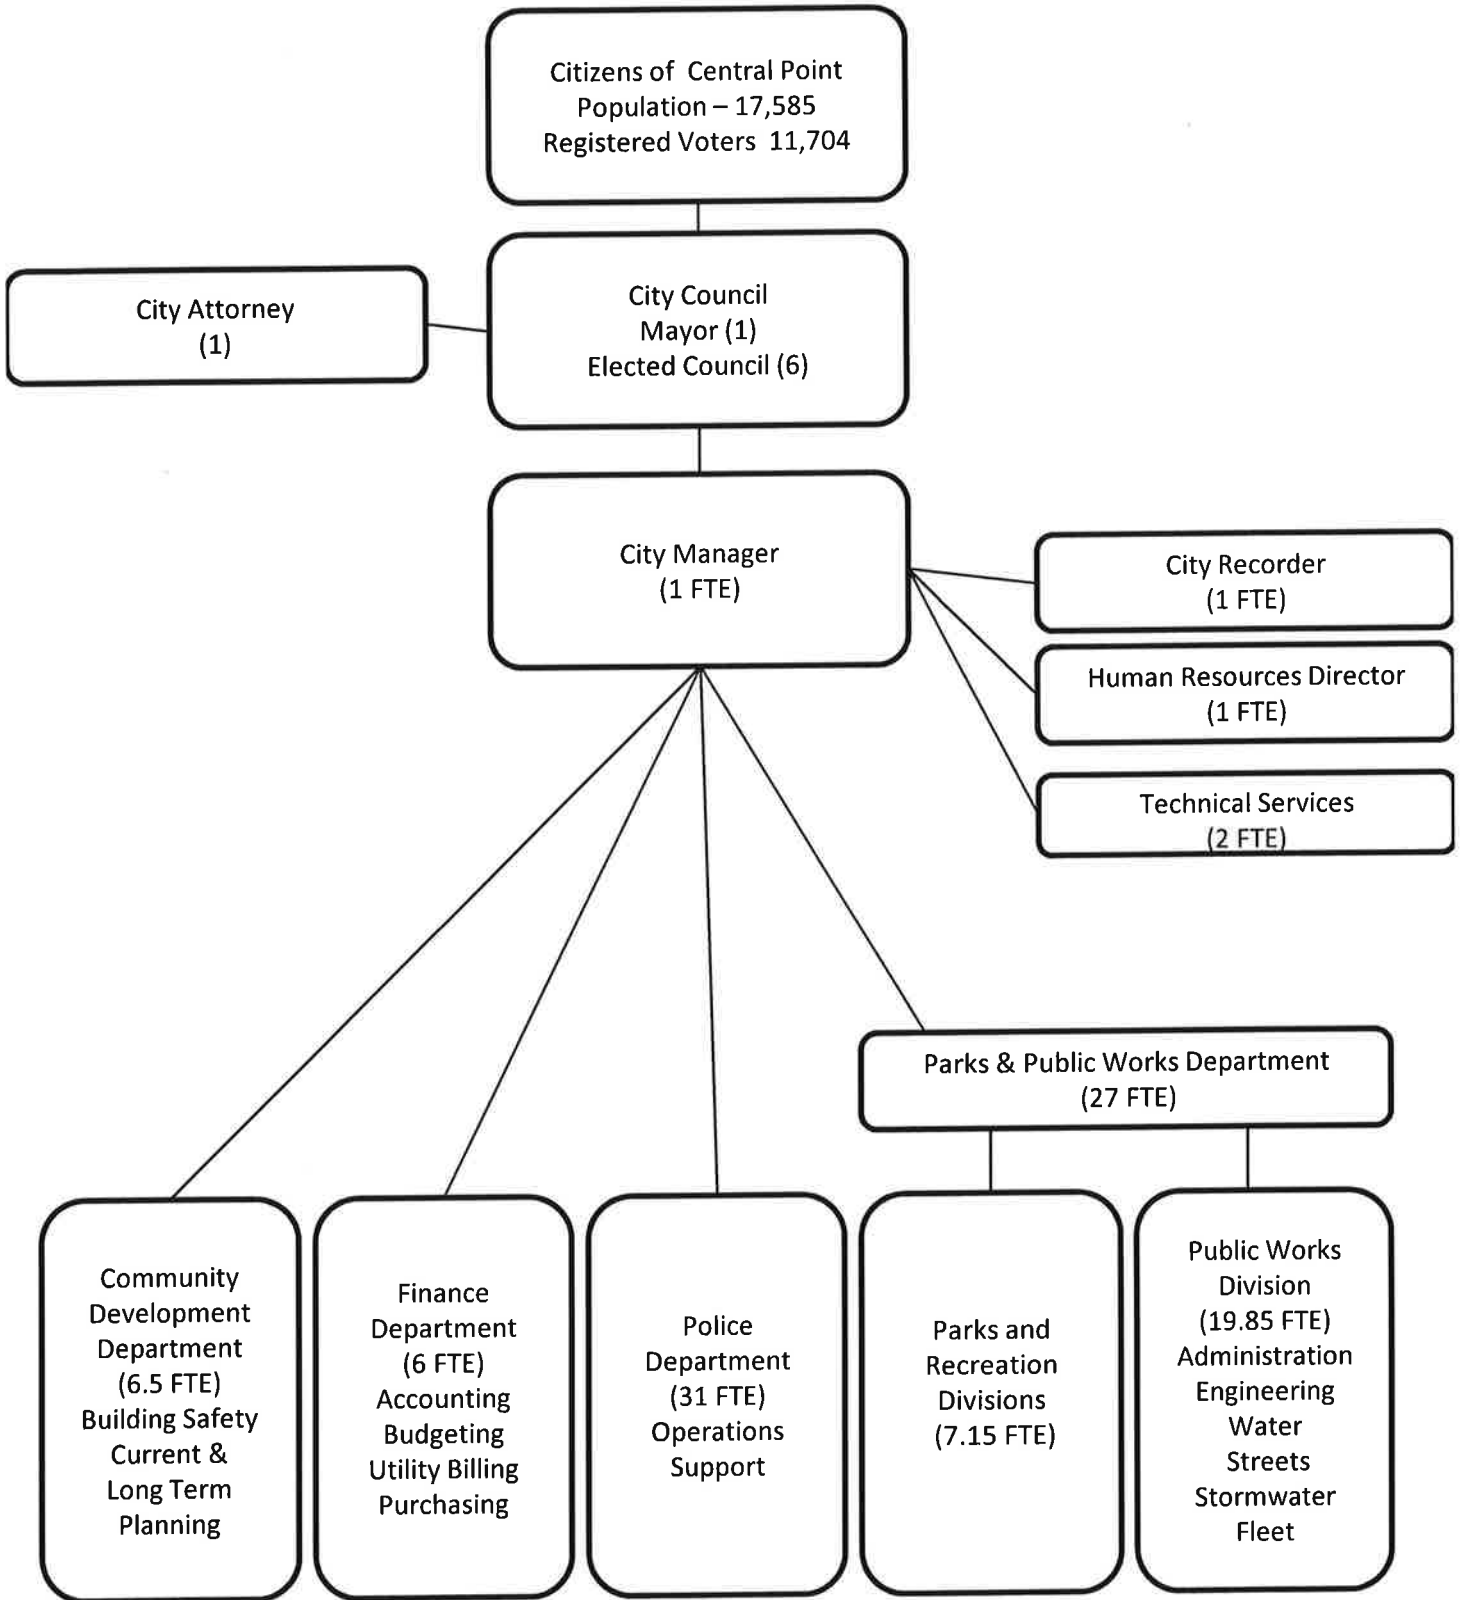 Citizens of Central Point
Population – 17,585
Registered Voters 11,704
City Attorney
(1)
City Council
Mayor (1)
Elected Council (6)
City Manager
(1 FTE)
City Recorder
(1 FTE)
Human Resources Director
(1 FTE)
Technical Services
(2 FTE)
Parks & Public Works Department
(27 FTE)
Community
Development
Department
(6.5 FTE)
Building Safety
Current &
Long Term
Planning
Finance
Department
(6 FTE)
Accounting
Budgeting
Utility Billing
Purchasing
Police
Department
(31 FTE)
Operations
Support
Parks and
Recreation
Divisions
(7.15 FTE)
Public Works
Division
(19.85 FTE)
Administration
Engineering
Water
Streets
Stormwater
Fleet